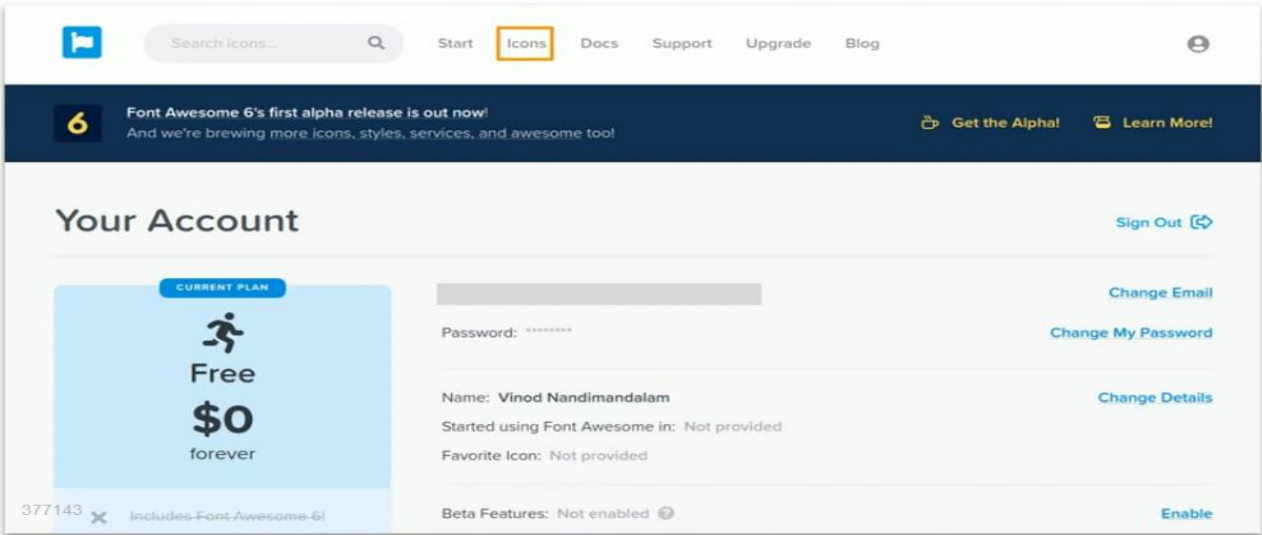 Search icons...
Start Icons Docs Support Upgrade Blog
6
Font Awesome 6's first alpha release is out now!
And we're brewing more icons, styles, services, and awesome too!
Get the Alpha! Learn More!
Your Account
Sign Out
CURRENT PLAN
Free
$0
forever
Change Email
Password: ********
Change My Password
Name: Vinod Nandimandalam
Change Details
Started using Font Awesome in: Not provided
Favorite Icon: Not provided
377143
Includes Font Awesome 6!
Beta Features: Not enabled
Enable